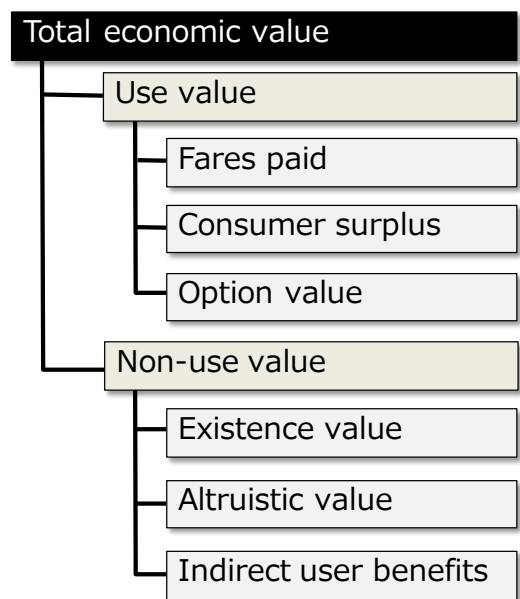 Total economic value
Use value
Fares paid
Consumer surplus
Option value
Non-use value
Existence value
Altruistic value
Indirect user benefits